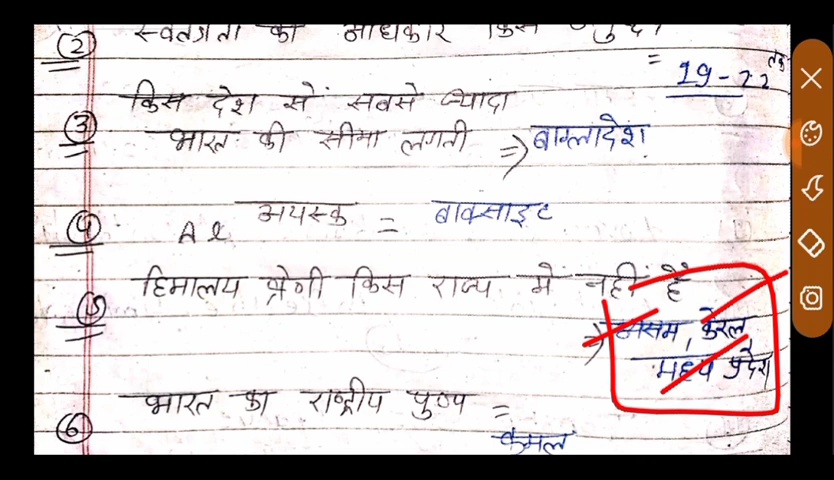 (2) स्वतंत्रता का अधिकार किस अनुच्छेद
= 19-22 तक
किस देश से सबसे ज्यादा
(3) भारत की सीमा लगती => बाग्लादेश
(4) Al अयस्क = बाक्साइट
(5) हिमालय श्रेणी किस राज्य मे नही है
=> असम, केरल
मध्य प्रदेश
(6) भारत का राष्ट्रीय पुष्प =
कमल